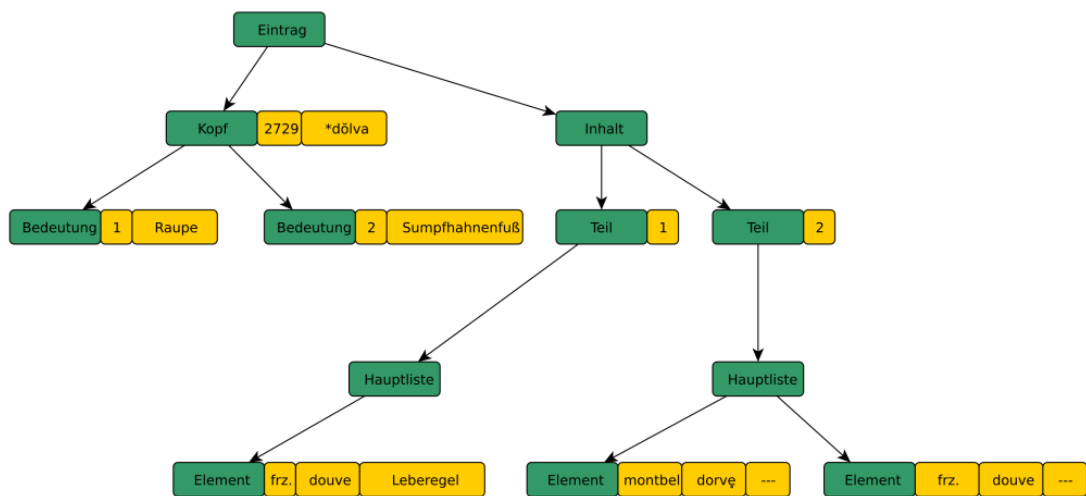 Eintrag
Kopf 2729 *dŏlva Inhalt
Bedeutung 1 Raupe Bedeutung 2 Sumpfhahnenfuß Teil 1 Teil 2
Hauptliste Hauptliste
Element frz. douve Leberegel Element montbel dorvę --- Element frz. douve ---